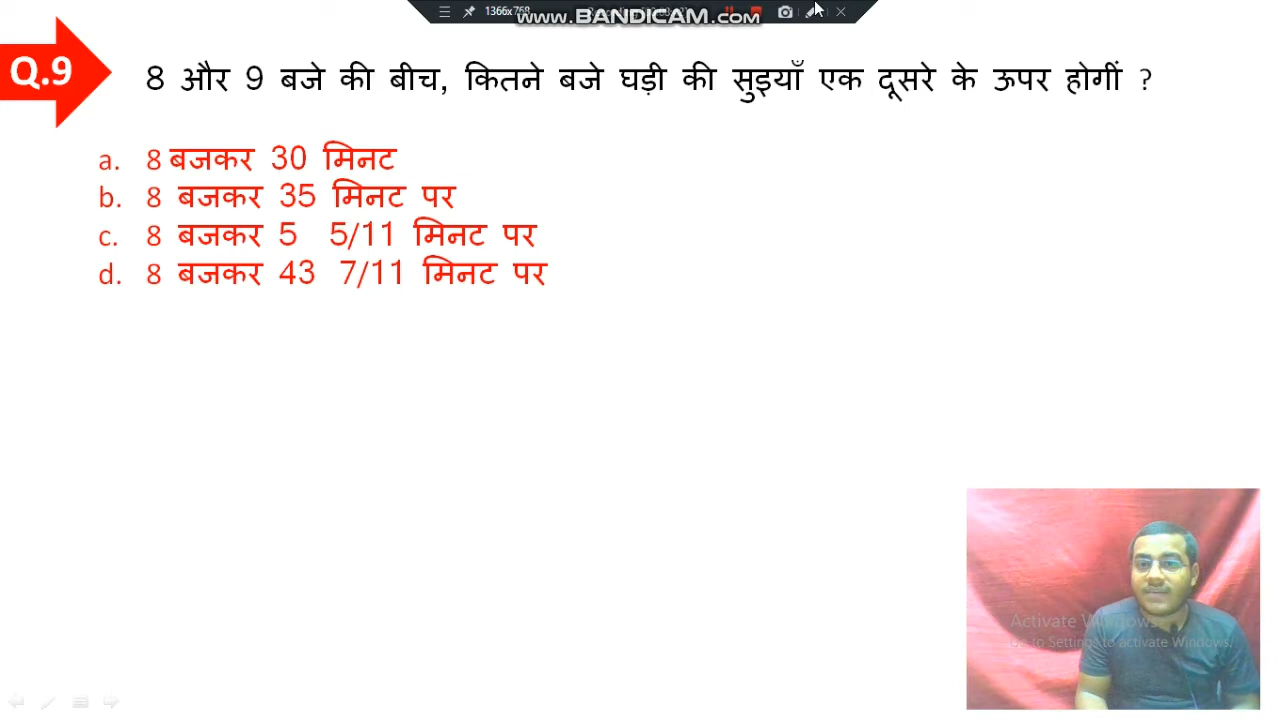 1366x768
www.BANDICAM.com
Q.9
8 और 9 बजे की बीच, कितने बजे घड़ी की सुइयाँ एक दूसरे के ऊपर होगीं ?
a. 8 बजकर 30 मिनट
b. 8 बजकर 35 मिनट पर
c. 8 बजकर 5 5/11 मिनट पर
d. 8 बजकर 43 7/11 मिनट पर
Activate Windows
Go to Settings to activate Windows.